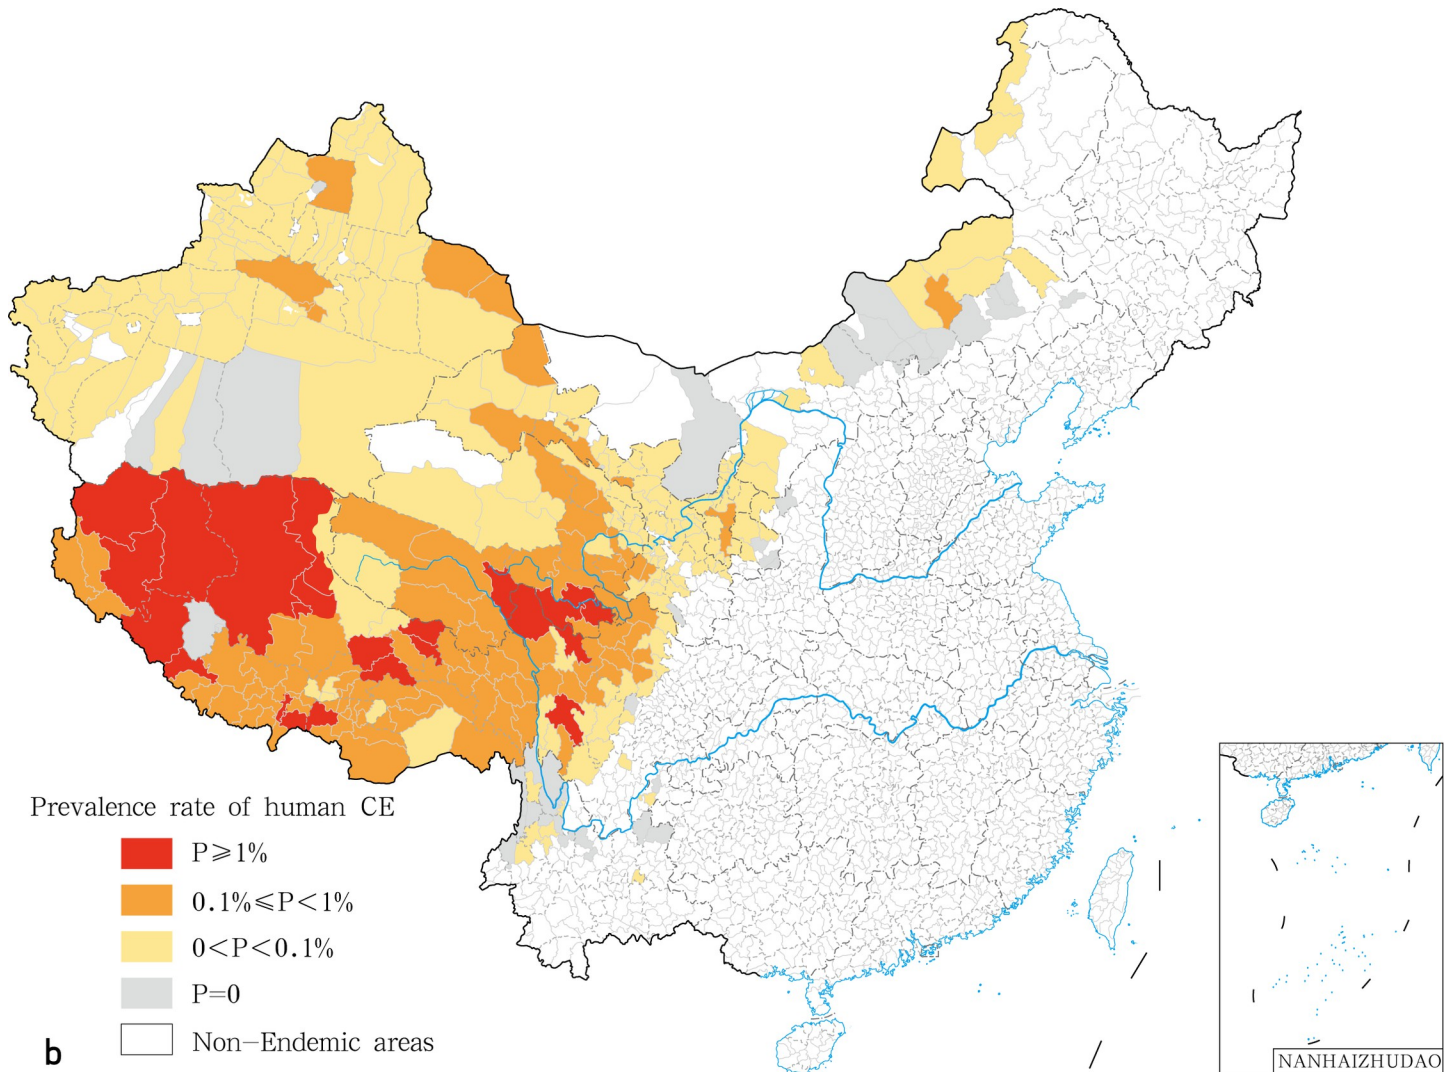 Prevalence rate of human CE
P⩾1%
0.1%⩽P<1%
0<P<0.1%
P=0
Non-Endemic areas
b
NANHAIZHUDAO